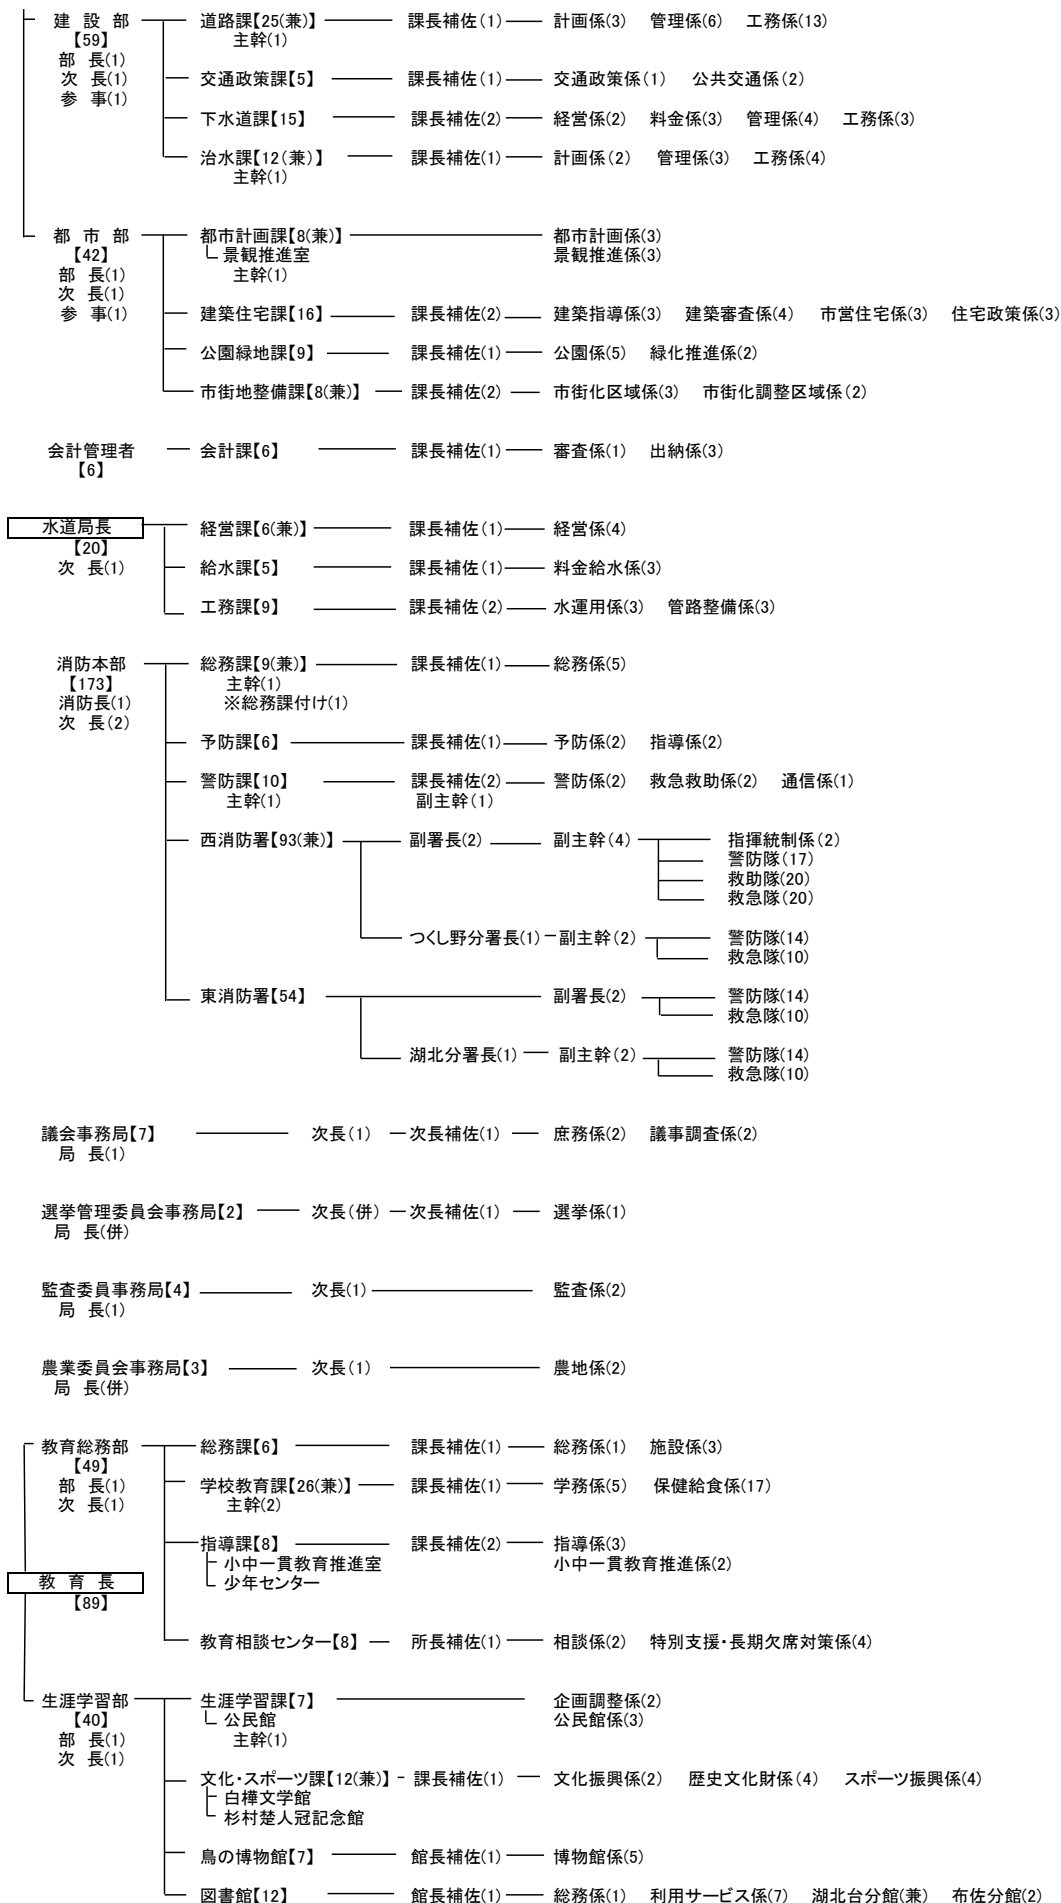 建 設 部 道路課【25(兼)】 課長補佐(1) 計画係(3) 管理係(6) 工務係(13)
【59】 主幹(1)
部 長(1)
次 長(1) 交通政策課【5】 課長補佐(1) 交通政策係(1) 公共交通係(2)
参 事(1)
下水道課【15】 課長補佐(2) 経営係(2) 料金係(3) 管理係(4) 工務係(3)
治水課【12(兼)】 課長補佐(1) 計画係(2) 管理係(3) 工務係(4)
主幹(1)
都 市 部 都市計画課【8(兼)】 都市計画係(3)
【42】 景観推進室 景観推進係(3)
部 長(1) 主幹(1)
次 長(1)
参 事(1) 建築住宅課【16】 課長補佐(2) 建築指導係(3) 建築審査係(4) 市営住宅係(3) 住宅政策係(3)
公園緑地課【9】 課長補佐(1) 公園係(5) 緑化推進係(2)
市街地整備課【8(兼)】 課長補佐(2) 市街化区域係(3) 市街化調整区域係(2)
会計管理者 会計課【6】 課長補佐(1) 審査係(1) 出納係(3)
【6】
水道局長 経営課【6(兼)】 課長補佐(1) 経営係(4)
【20】
次 長(1) 給水課【5】 課長補佐(1) 料金給水係(3)
工務課【9】 課長補佐(2) 水運用係(3) 管路整備係(3)
消防本部 総務課【9(兼)】 課長補佐(1) 総務係(5)
【173】 主幹(1)
消防長(1) ※総務課付け(1)
次 長(2)
予防課【6】 課長補佐(1) 予防係(2) 指導係(2)
警防課【10】 課長補佐(2) 警防係(2) 救急救助係(2) 通信係(1)
主幹(1) 副主幹(1)
西消防署【93(兼)】 副署長(2) 副主幹(4) 指揮統制係(2)
警防隊(17)
救助隊(20)
救急隊(20)
つくし野分署長(1) 副主幹(2) 警防隊(14)
救急隊(10)
東消防署【54】 副署長(2) 警防隊(14)
救急隊(10)
湖北分署長(1) 副主幹(2) 警防隊(14)
救急隊(10)
議会事務局【7】 次長(1) 次長補佐(1) 庶務係(2) 議事調査係(2)
局 長(1)
選挙管理委員会事務局【2】 次長(併) 次長補佐(1) 選挙係(1)
局 長(併)
監査委員事務局【4】 次長(1) 監査係(2)
局 長(1)
農業委員会事務局【3】 次長(1) 農地係(2)
局 長(併)
教育総務部 総務課【6】 課長補佐(1) 総務係(1) 施設係(3)
【49】
部 長(1) 学校教育課【26(兼)】 課長補佐(1) 学務係(5) 保健給食係(17)
次 長(1) 主幹(2)
指導課【8】 課長補佐(2) 指導係(3)
小中一貫教育推進室 小中一貫教育推進係(2)
教 育 長 少年センター
【89】
教育相談センター【8】 所長補佐(1) 相談係(2) 特別支援・長期欠席対策係(4)
生涯学習部 生涯学習課【7】 企画調整係(2)
【40】 公民館 公民館係(3)
部 長(1) 主幹(1)
次 長(1)
文化・スポーツ課【12(兼)】 課長補佐(1) 文化振興係(2) 歴史文化財係(4) スポーツ振興係(4)
白樺文学館
杉村楚人冠記念館
鳥の博物館【7】 館長補佐(1) 博物館係(5)
図書館【12】 館長補佐(1) 総務係(1) 利用サービス係(7) 湖北台分館(兼) 布佐分館(2)